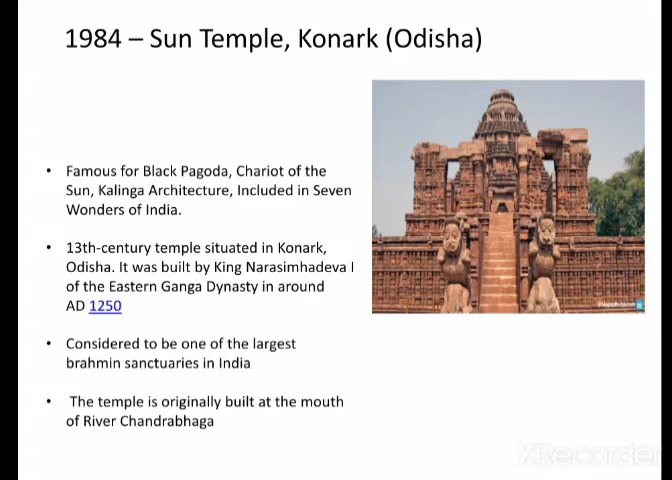 1984 – Sun Temple, Konark (Odisha)
• Famous for Black Pagoda, Chariot of the
Sun, Kalinga Architecture, Included in Seven
Wonders of India.
• 13th-century temple situated in Konark,
Odisha. It was built by King Narasimhadeva I
of the Eastern Ganga Dynasty in around
AD 1250
• Considered to be one of the largest
brahmin sanctuaries in India
• The temple is originally built at the mouth
of River Chandrabhaga
XRecorder